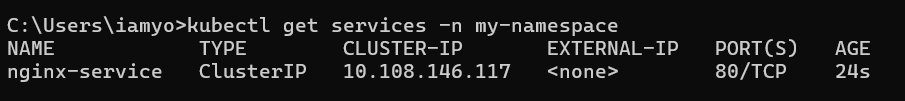 C:\Users\iamyo>kubectl get services -n my-namespace
NAME TYPE CLUSTER-IP EXTERNAL-IP PORT(S) AGE
nginx-service ClusterIP 10.108.146.117 <none> 80/TCP 24s